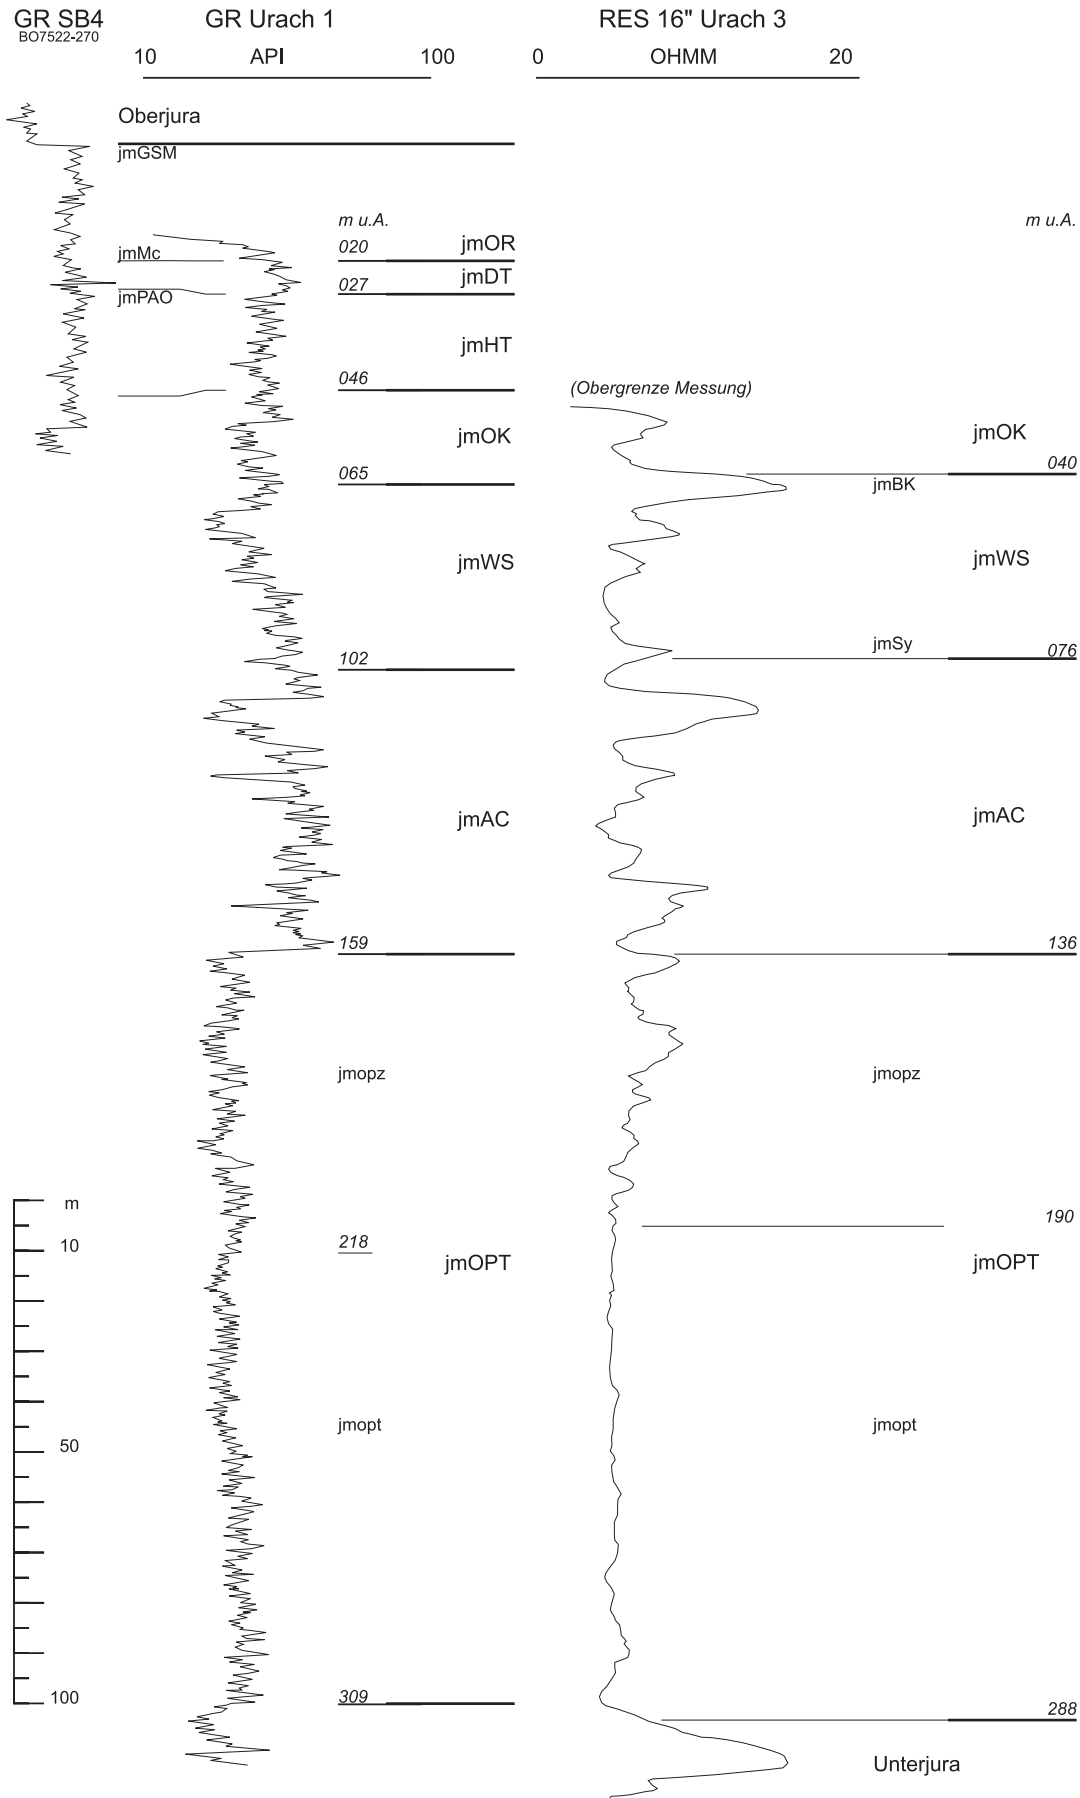 GR SB4 GR Urach 1 RES 16" Urach 3
BO7522-270
10 API 100 0 OHMM 20
Oberjura
jmGSM
m u.A. m u.A.
jmMc 020 jmOR
jmPAO 027 jmDT
jmHT
046 (Obergrenze Messung)
jmOK jmOK
040
065 jmBK
jmWS jmWS
jmSy
102 076
jmAC jmAC
159 136
jmopz jmopz
m
190
10 218 jmOPT jmOPT
jmopt jmopt
50
100 309
288
Unterjura